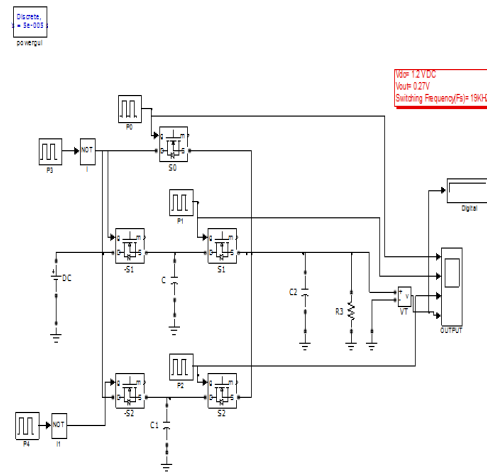 Discrete,
s = 5e-005 s
powergui
Vdc= 1.2 V DC
Vout= 0.27V
Switching Frequency(Fs)= 19KHz
P0
P3
NOT
I
g m
D S
S0
P1
Digital
g m
D S
-S1
g m
D S
S1
DC
C
C2
R3
+
-
v
VT
OUTPUT
P2
g m
D S
-S2
g m
D S
S2
C1
P4
NOT
I1